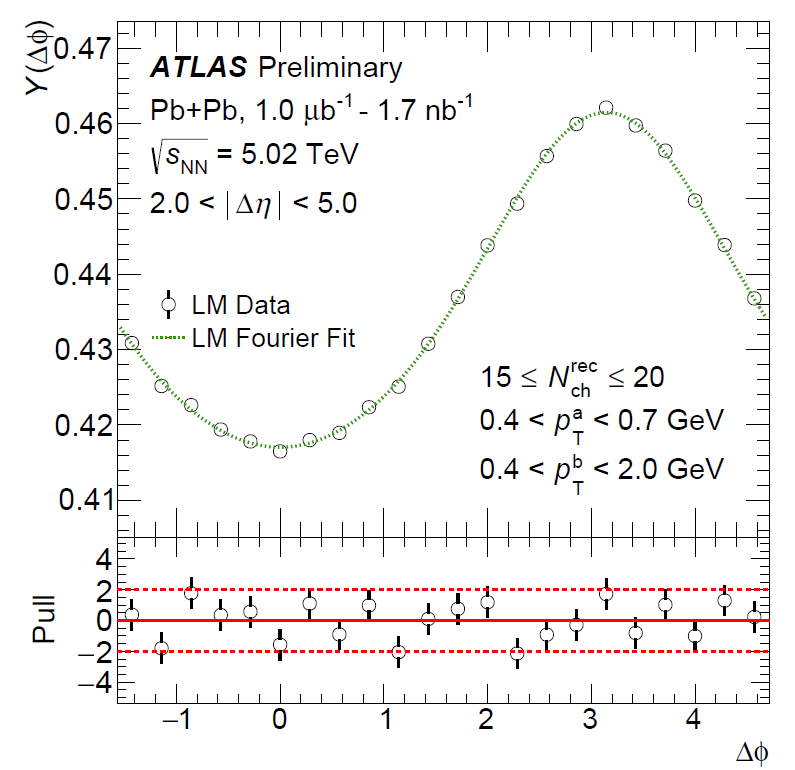 Y(Δϕ)
0.47
0.46
0.45
0.44
0.43
0.42
0.41
ATLAS Preliminary
Pb+Pb, 1.0 μb⁻¹ - 1.7 nb⁻¹
√sNN = 5.02 TeV
2.0 < |Δη| < 5.0
LM Data
LM Fourier Fit
15 ≤ N^rec_ch ≤ 20
0.4 < p^a_T < 0.7 GeV
0.4 < p^b_T < 2.0 GeV
Pull
4
2
0
−2
−4
−1 0 1 2 3 4
Δϕ